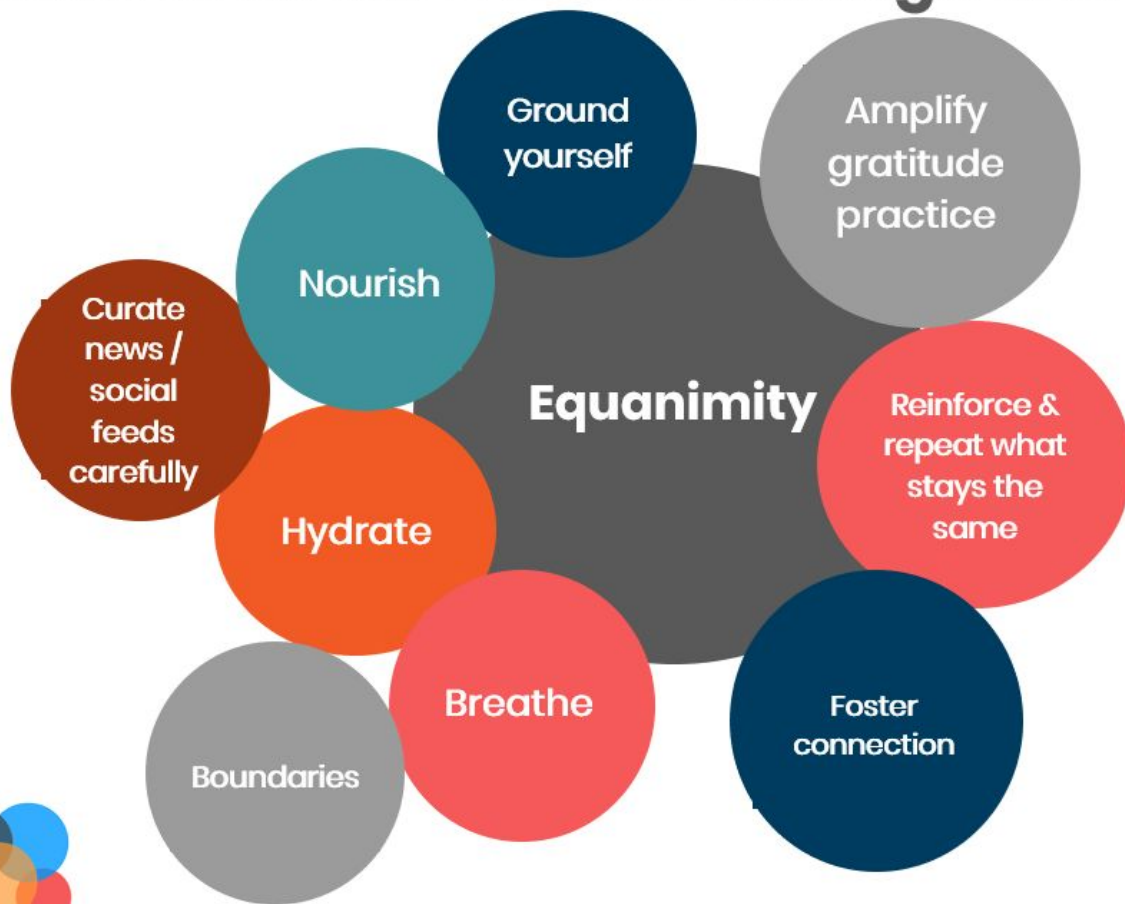 Ground
yourself
Amplify
gratitude
practice
Nourish
Curate
news /
social
feeds
carefully
Equanimity
Reinforce &
repeat what
stays the
same
Hydrate
Breathe
Foster
connection
Boundaries